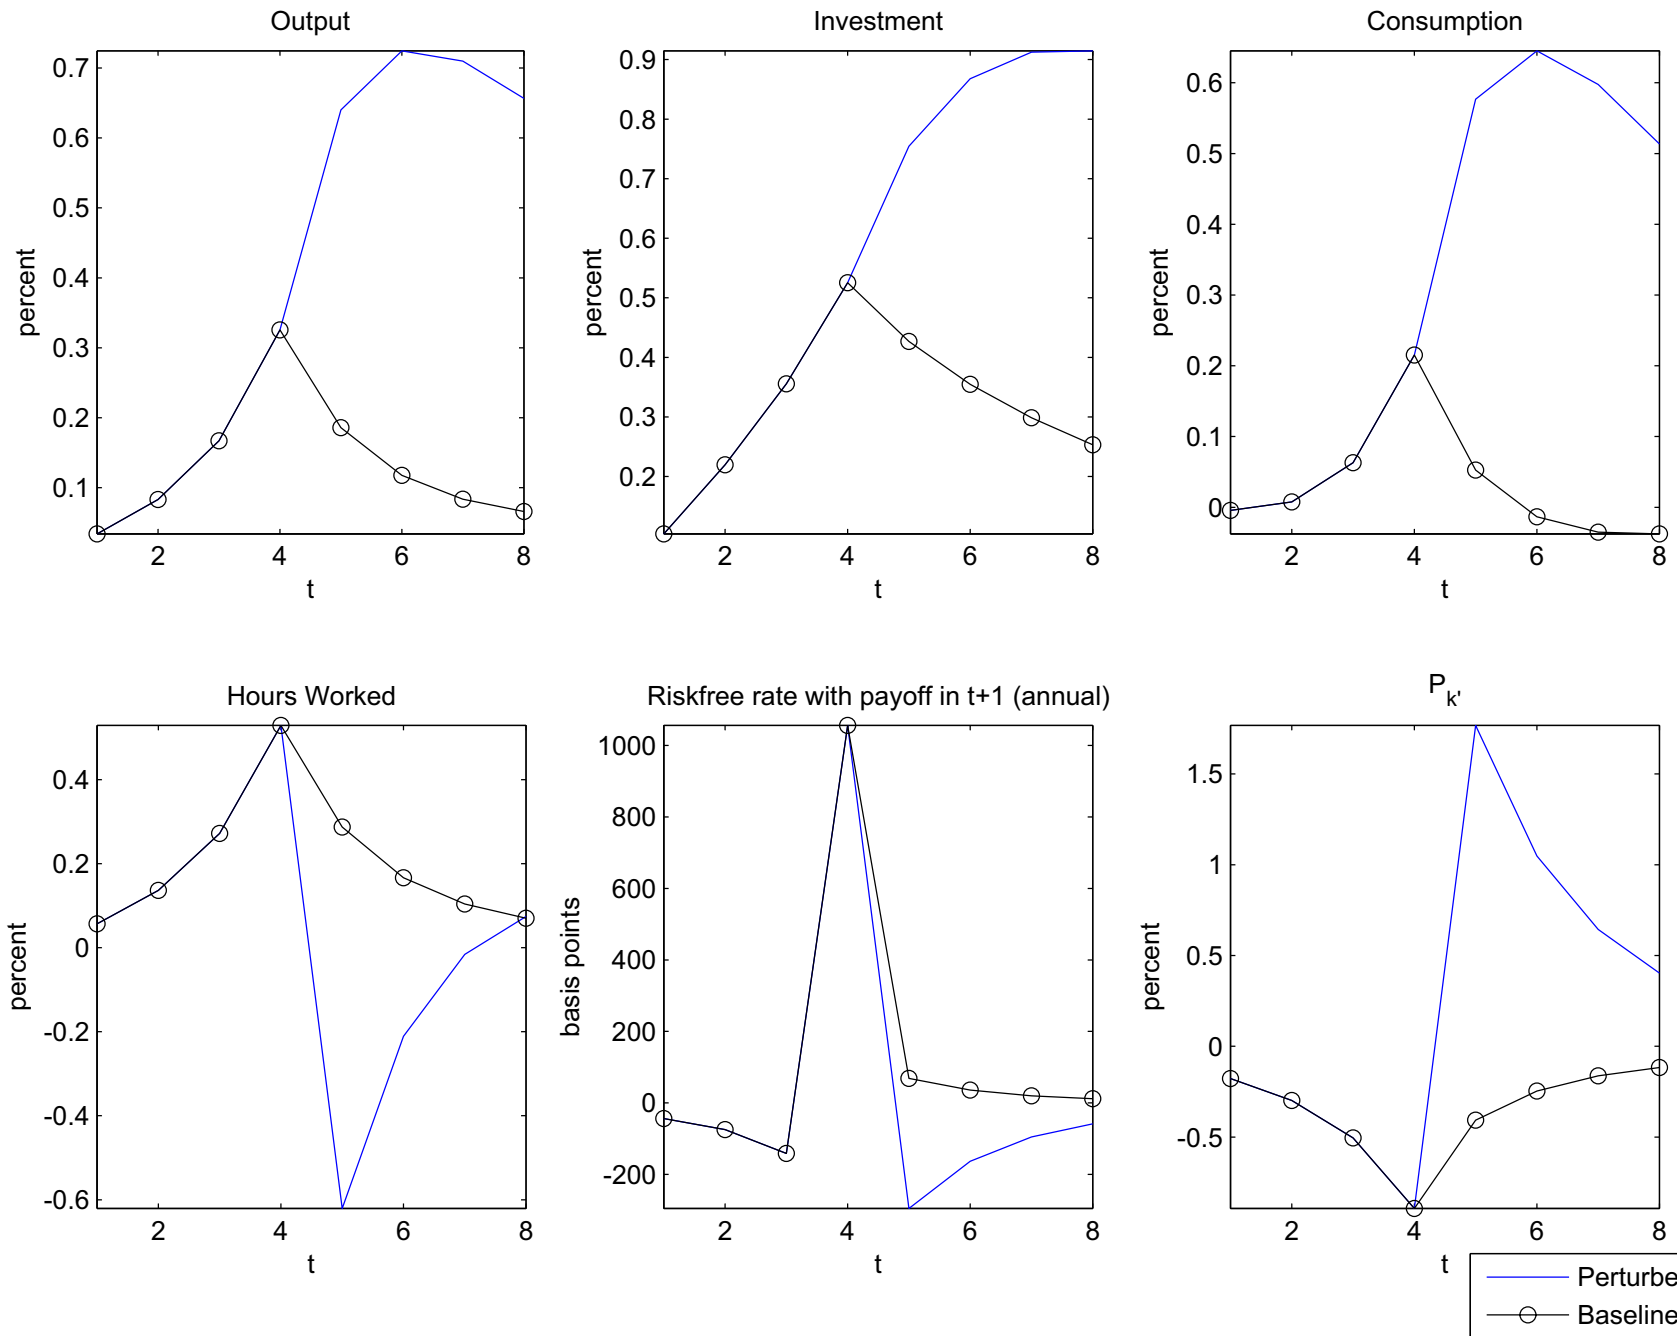 Output
0.7
0.6
0.5
0.4
0.3
0.2
0.1
percent
2 4 6 8
t
Investment
0.9
0.8
0.7
0.6
0.5
0.4
0.3
0.2
percent
2 4 6 8
t
Consumption
0.6
0.5
0.4
0.3
0.2
0.1
0
percent
2 4 6 8
t
Hours Worked
0.4
0.2
0
-0.2
-0.4
-0.6
percent
2 4 6 8
t
Riskfree rate with payoff in t+1 (annual)
1000
800
600
400
200
0
-200
basis points
2 4 6 8
t
P_k'
1.5
1
0.5
0
-0.5
percent
2 4 6 8
t
Perturbe
Baseline